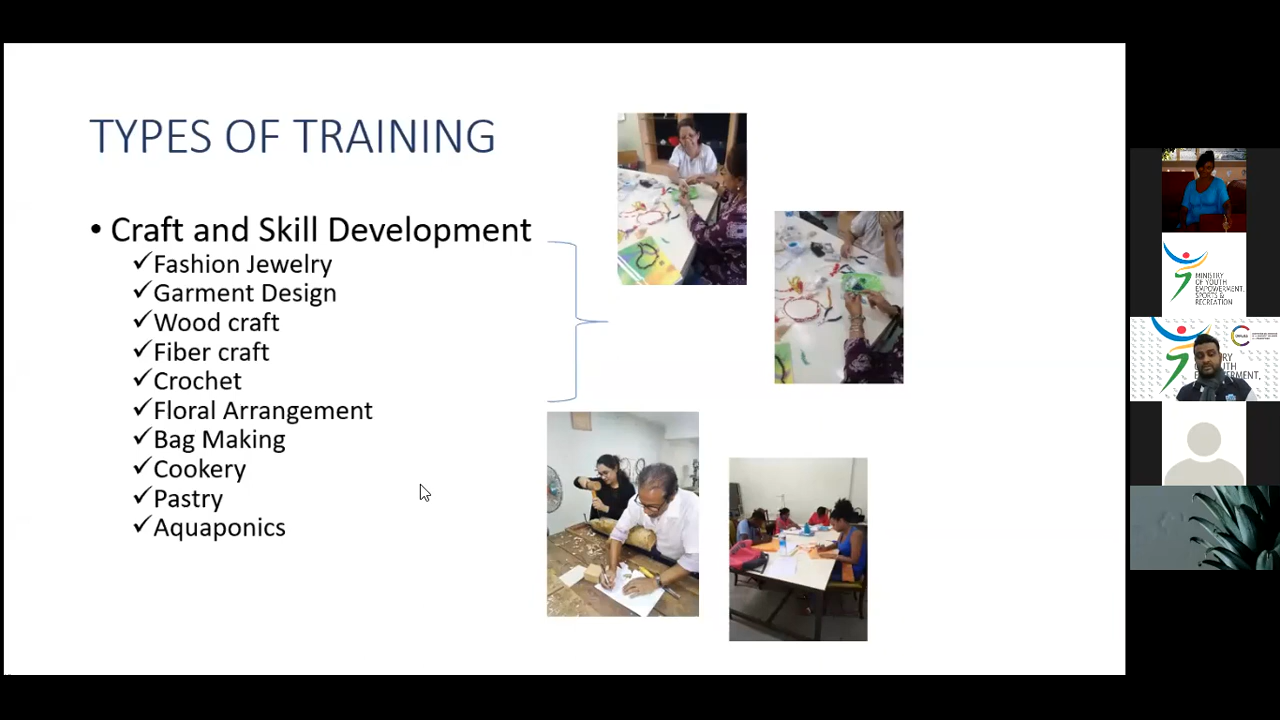 TYPES OF TRAINING
• Craft and Skill Development
✓Fashion Jewelry
✓Garment Design
✓Wood craft
✓Fiber craft
✓Crochet
✓Floral Arrangement
✓Bag Making
✓Cookery
✓Pastry
✓Aquaponics
MINISTRY
OF YOUTH
EMPOWERMENT,
SPORTS &
RECREATION